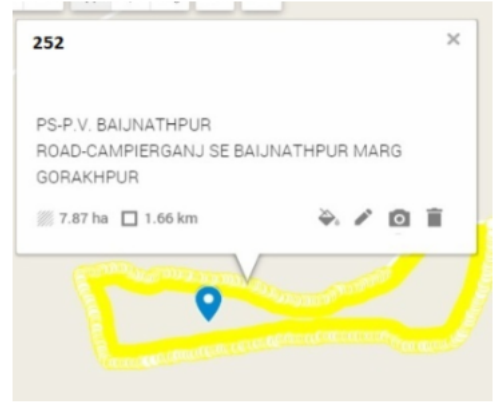 252
PS-P.V. BAIJNATHPUR
ROAD-CAMPIERGANJ SE BAIJNATHPUR MARG
GORAKHPUR
7.87 ha 1.66 km